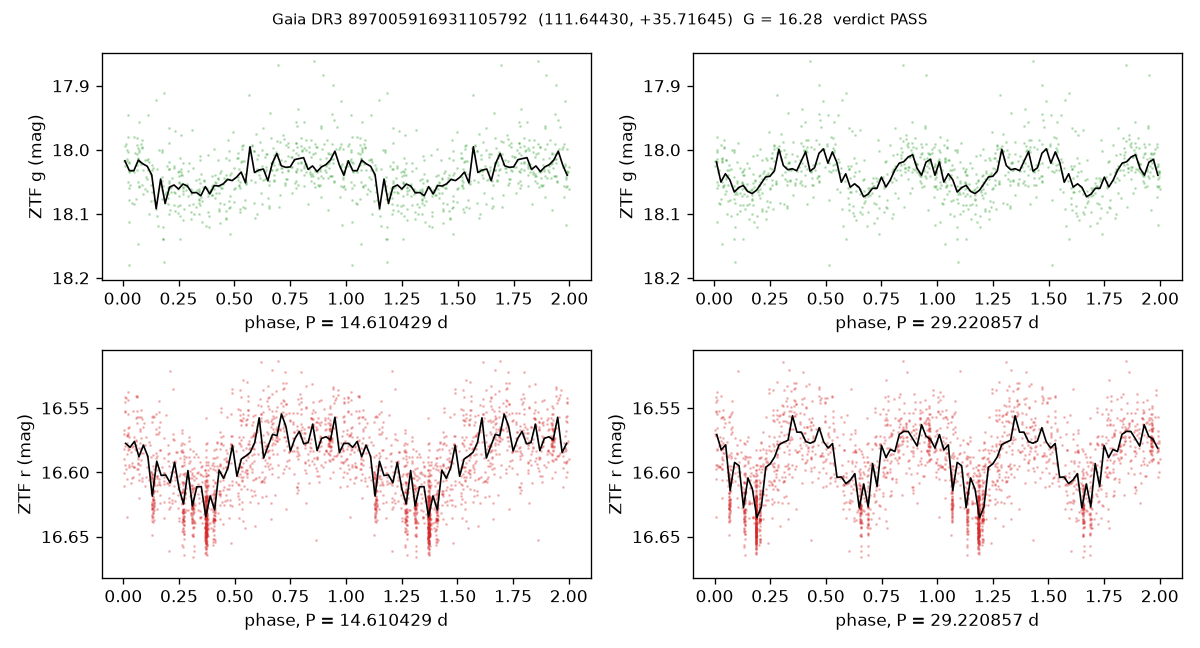 Gaia DR3 897005916931105792 (111.64430, +35.71645) G = 16.28 verdict PASS
ZTF g (mag)
17.9
18.0
18.1
18.2
0.00 0.25 0.50 0.75 1.00 1.25 1.50 1.75 2.00
phase, P = 14.610429 d
ZTF g (mag)
17.9
18.0
18.1
18.2
0.00 0.25 0.50 0.75 1.00 1.25 1.50 1.75 2.00
phase, P = 29.220857 d
ZTF r (mag)
16.55
16.60
16.65
0.00 0.25 0.50 0.75 1.00 1.25 1.50 1.75 2.00
phase, P = 14.610429 d
ZTF r (mag)
16.55
16.60
16.65
0.00 0.25 0.50 0.75 1.00 1.25 1.50 1.75 2.00
phase, P = 29.220857 d